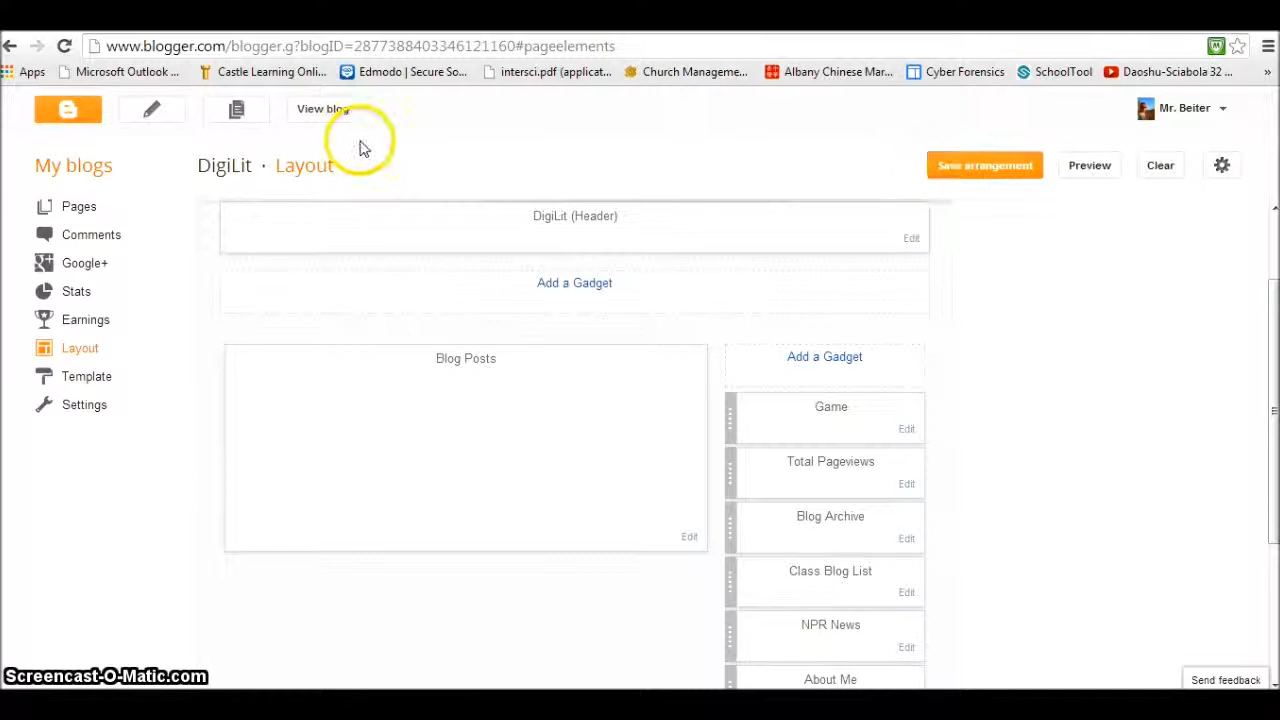 www.blogger.com/blogger.g?blogID=2877388403346121160#pageelements
Apps Microsoft Outlook ... Castle Learning Onli... Edmodo | Secure So... intersci.pdf (applicat... Church Manageme... Albany Chinese Mar... Cyber Forensics SchoolTool Daoshu-Sciabola 32 ... »
View blog Mr. Beiter
My blogs DigiLit · Layout Save arrangement Preview Clear
Pages
Comments
Google+
Stats
Earnings
Layout
Template
Settings
DigiLit (Header)
Edit
Add a Gadget
Blog Posts
Edit
Add a Gadget
Game
Edit
Total Pageviews
Edit
Blog Archive
Edit
Class Blog List
Edit
NPR News
Edit
About Me
Screencast-O-Matic.com
Send feedback